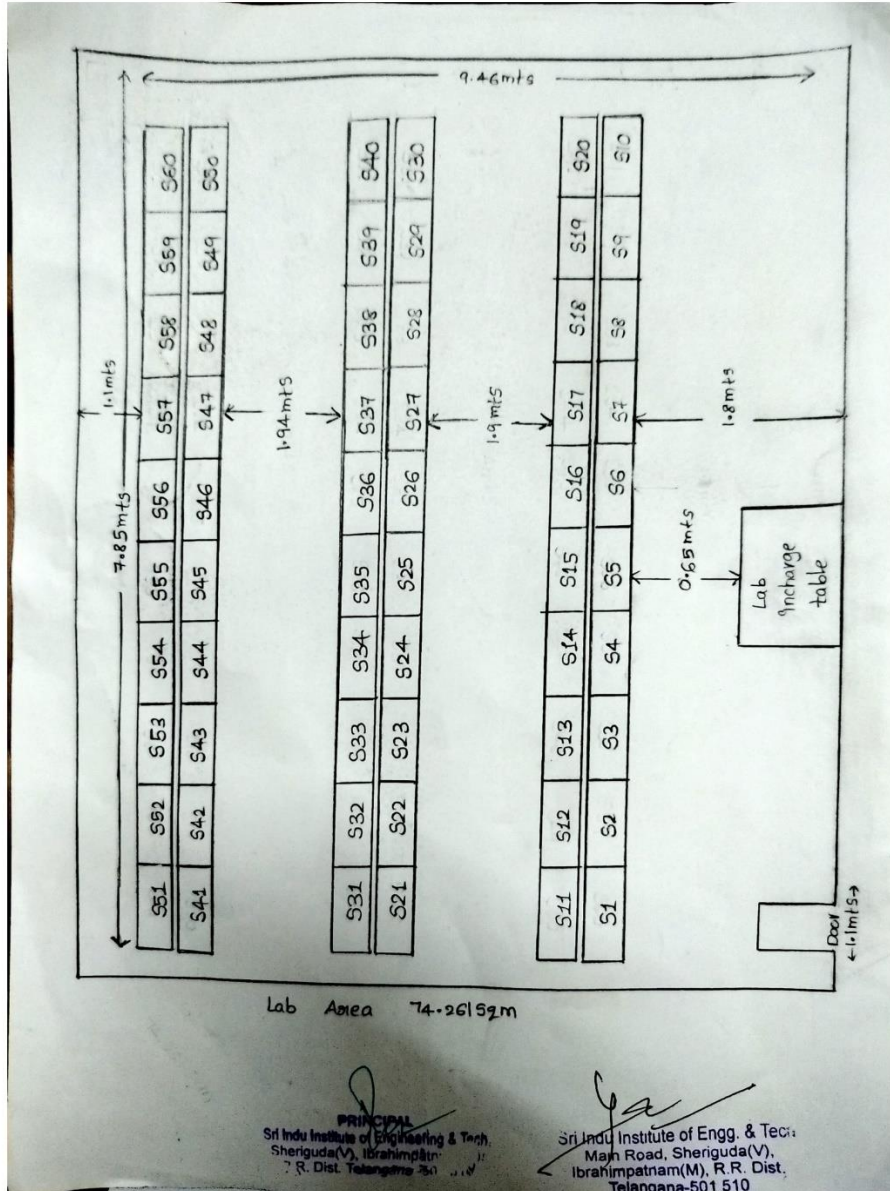 9.46mts
7.85mts
1.1mts
S60 S59 S58 S57 S56 S55 S54 S53 S52 S51
S50 S49 S48 S47 S46 S45 S44 S43 S42 S41
1.94mts
S40 S39 S38 S37 S36 S35 S34 S33 S32 S31
S30 S29 S28 S27 S26 S25 S24 S23 S22 S21
1.9mts
S20 S19 S18 S17 S16 S15 S14 S13 S12 S11
S10 S9 S8 S7 S6 S5 S4 S3 S2 S1
1.8mts
0.65mts
Lab
Incharge
table
Door
1.1mts
Lab Area 74.261Sqm
PRINCIPAL
Sri Indu Institute of Engineering & Tech.
Sheriguda(V), Ibrahimpatn
R. Dist. Telangana
Sri Indu Institute of Engg. & Tech
Main Road, Sheriguda(V),
Ibrahimpatnam(M), R.R. Dist.
Telangana-501 510